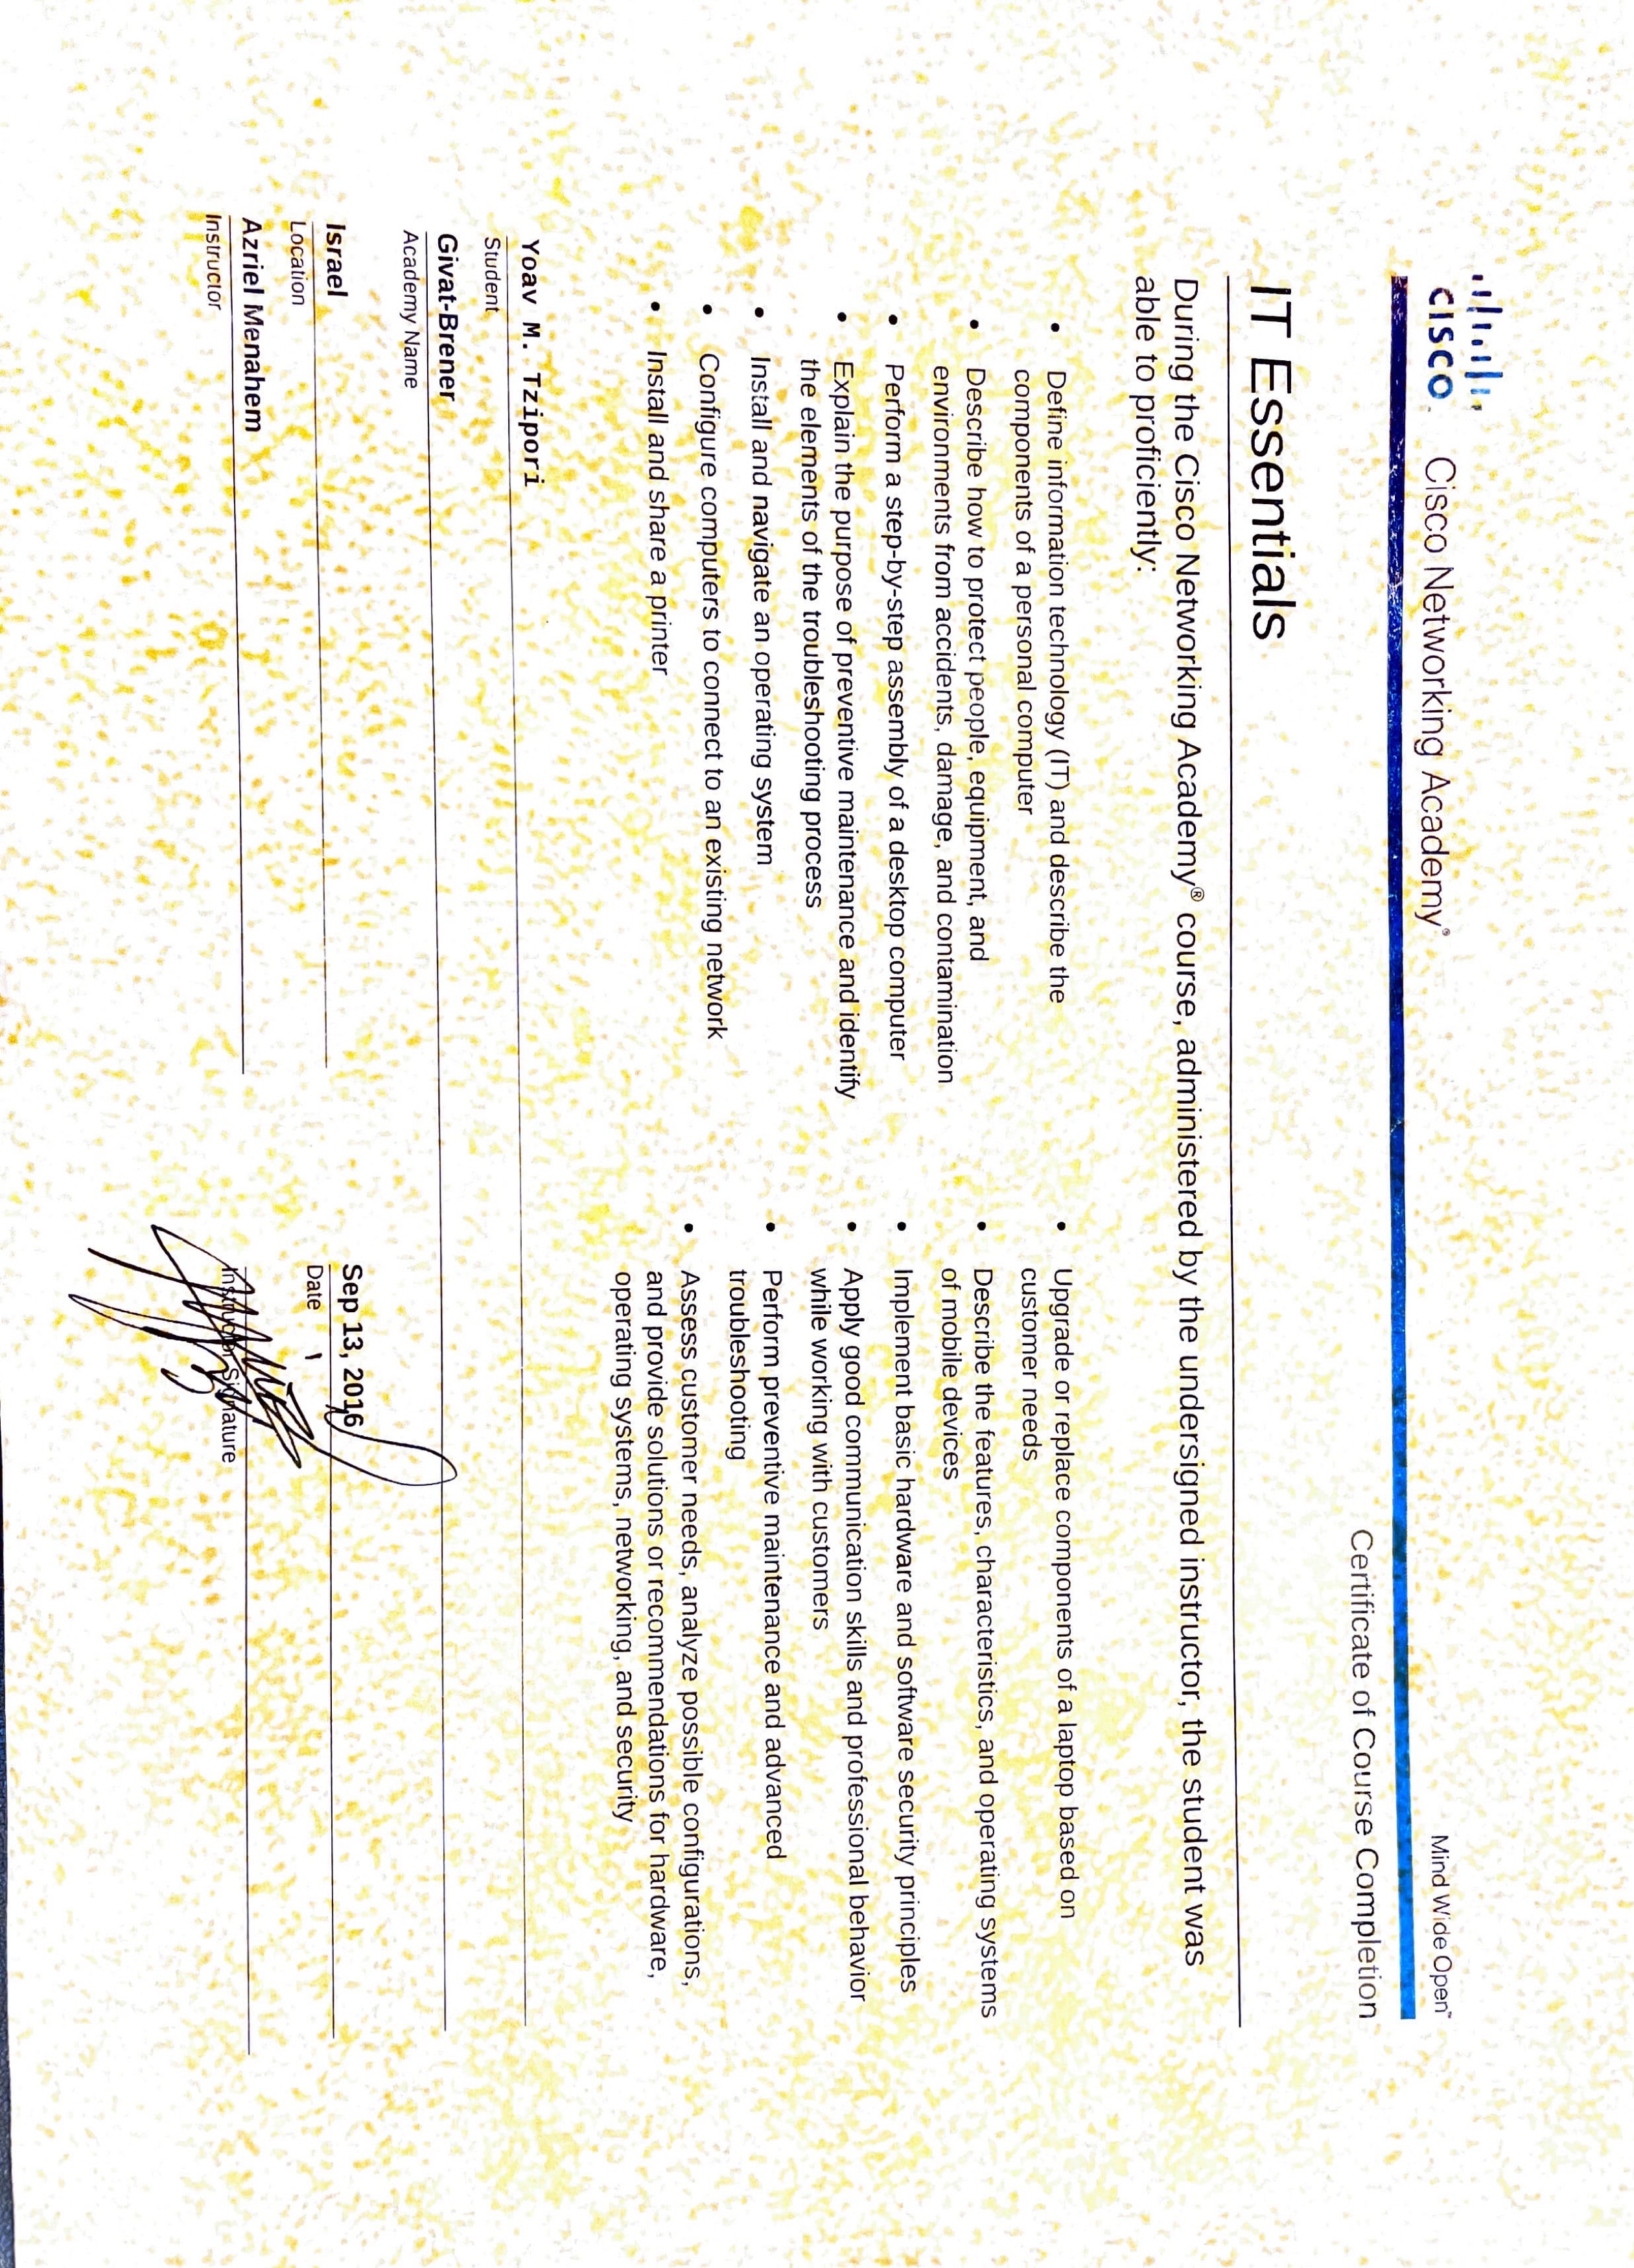 CISCO
Cisco Networking Academy®
Mind Wide Open™
Certificate of Course Completion
IT Essentials
During the Cisco Networking Academy® course, administered by the undersigned instructor, the student was
able to proficiently:
• Define information technology (IT) and describe the
components of a personal computer
• Describe how to protect people, equipment, and
environments from accidents, damage, and contamination
• Perform a step-by-step assembly of a desktop computer
• Explain the purpose of preventive maintenance and identify
the elements of the troubleshooting process
• Install and navigate an operating system
• Configure computers to connect to an existing network
• Install and share a printer
• Upgrade or replace components of a laptop based on
customer needs
• Describe the features, characteristics, and operating systems
of mobile devices
• Implement basic hardware and software security principles
• Apply good communication skills and professional behavior
while working with customers
• Perform preventive maintenance and advanced
troubleshooting
• Assess customer needs, analyze possible configurations,
and provide solutions or recommendations for hardware,
operating systems, networking, and security
Yoav M. Tzipori
Student
Givat-Brener
Academy Name
Israel
Location
Sep 13, 2016
Date
Azriel Menahem
Instructor
Instructor Signature